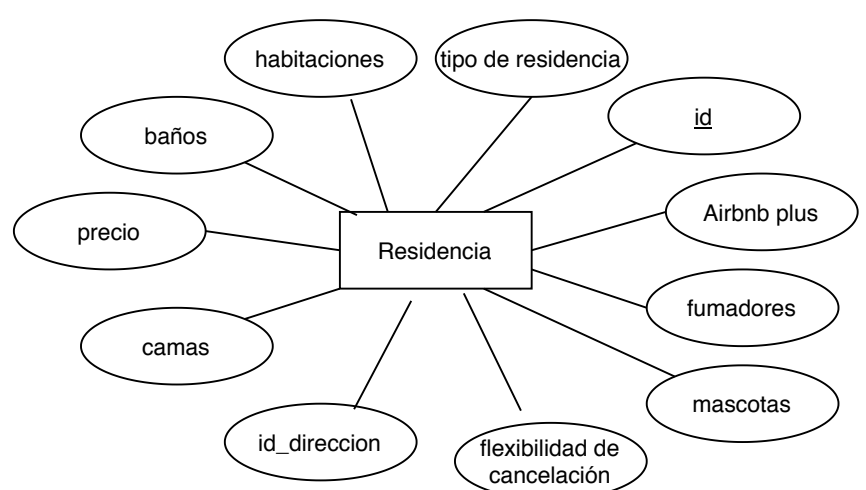 habitaciones
tipo de residencia
id
baños
Airbnb plus
precio
Residencia
fumadores
camas
mascotas
id_direccion
flexibilidad de
cancelación